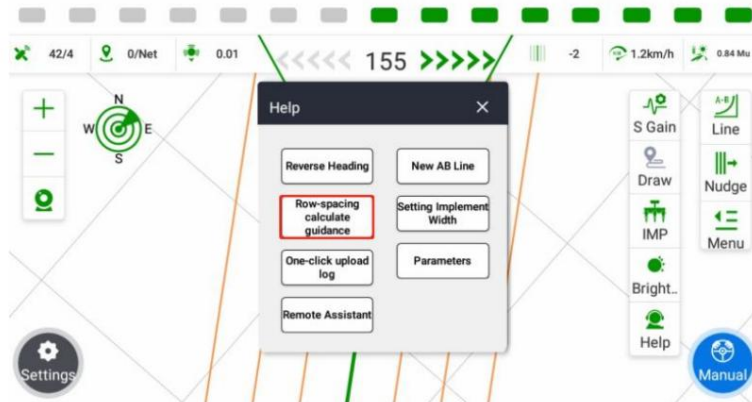 42/4
0/Net
0.01
155
-2
1.2km/h
0.84 Mu
N
W
E
S
Help
Reverse Heading
New AB Line
Row-spacing
calculate
guidance
Setting Implement
Width
One-click upload
log
Parameters
Remote Assistant
S Gain
Draw
IMP
Bright..
Help
A-B
Line
Nudge
Menu
Settings
Manual